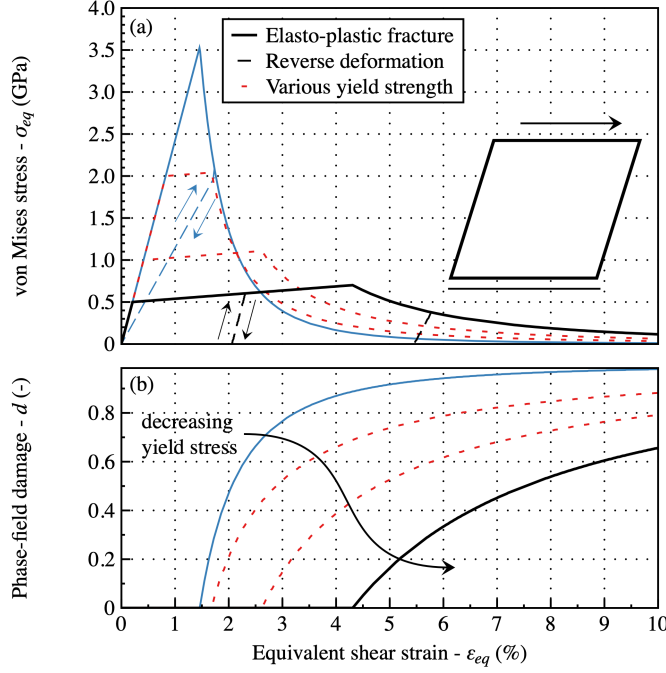 (a)
Elasto-plastic fracture
Reverse deformation
Various yield strength
4.0
3.5
3.0
2.5
2.0
1.5
1.0
0.5
0
von Mises stress - σeq (GPa)
(b)
decreasing
yield stress
0.8
0.6
0.4
0.2
0
Phase-field damage - d (-)
0 1 2 3 4 5 6 7 8 9 10
Equivalent shear strain - εeq (%)